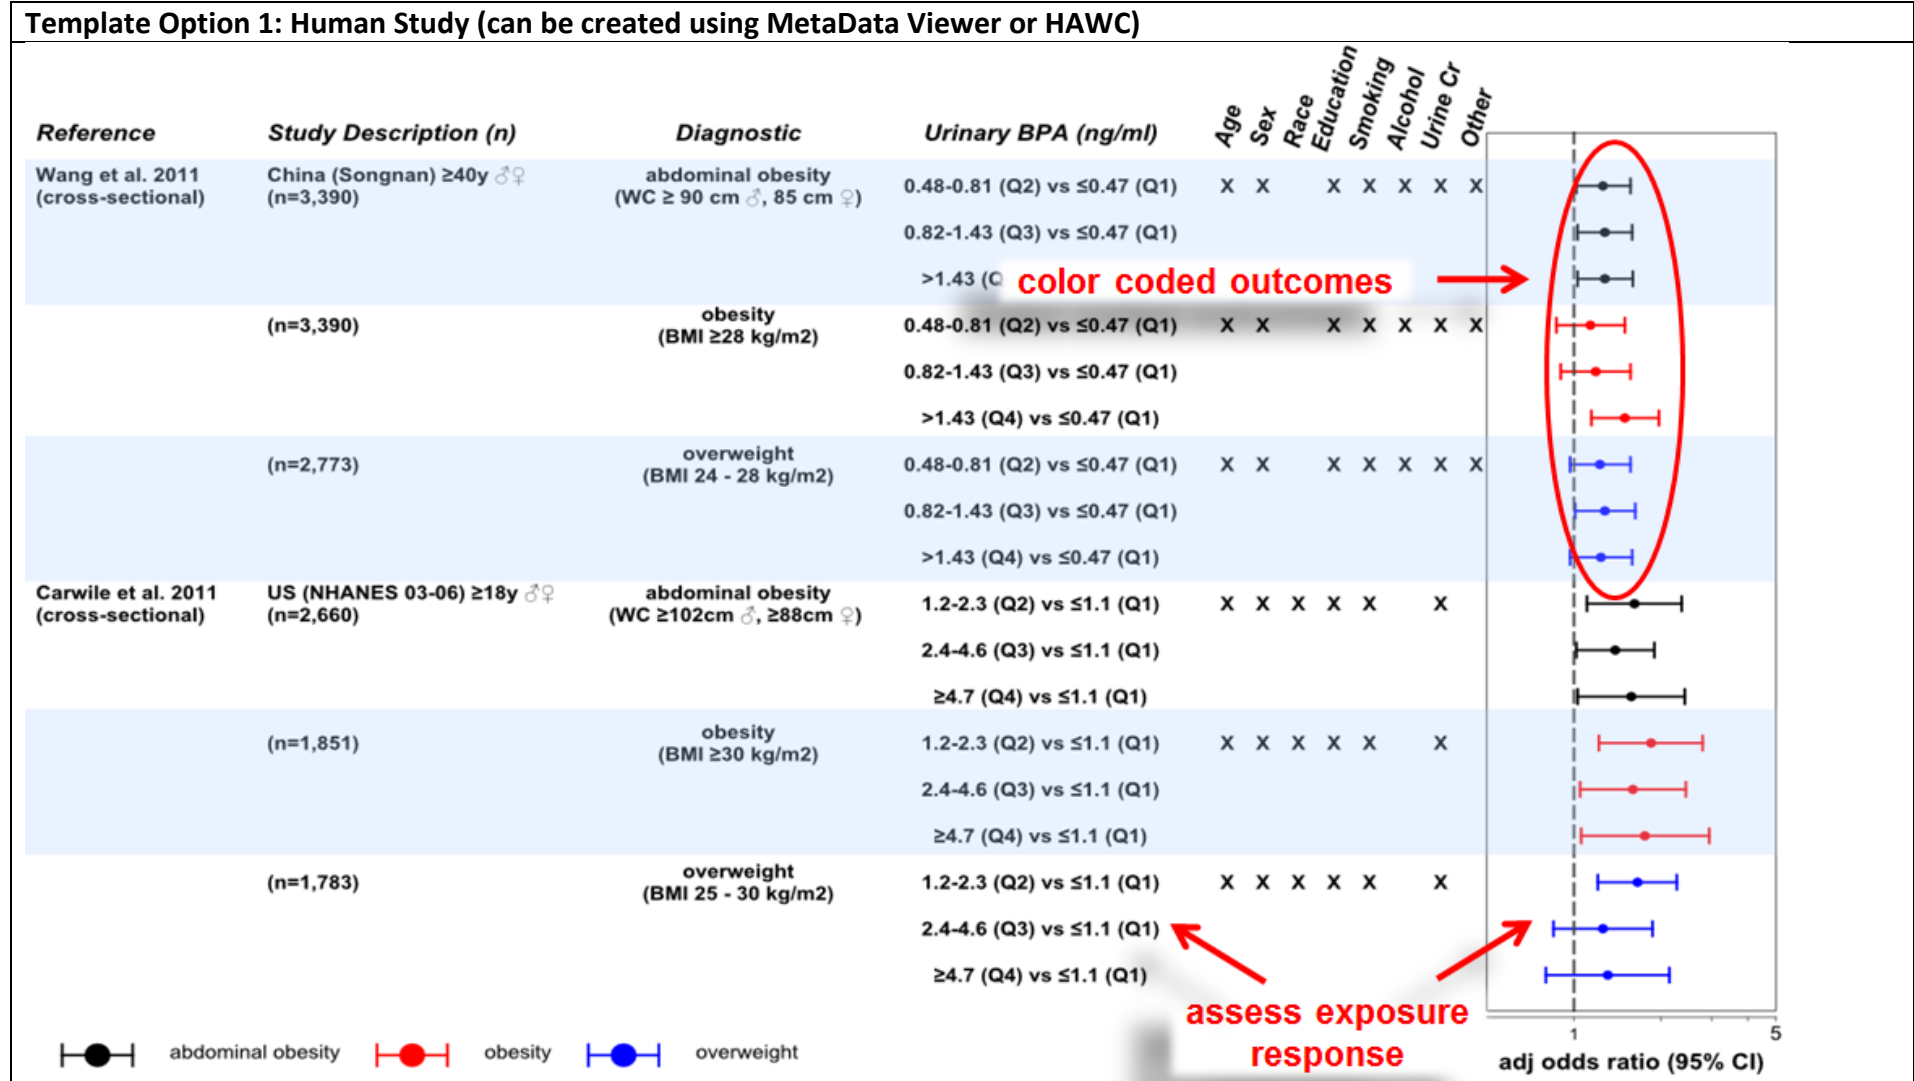 Template Option 1: Human Study (can be created using MetaData Viewer or HAWC)
Reference Study Description (n) Diagnostic Urinary BPA (ng/ml) Age Sex Race Education Smoking Alcohol Urine Cr Other
Wang et al. 2011 China (Songnan) ≥40y ♂♀ abdominal obesity
(cross-sectional) (n=3,390) (WC ≥ 90 cm ♂, 85 cm ♀) 0.48-0.81 (Q2) vs ≤0.47 (Q1) X X X X X X X
0.82-1.43 (Q3) vs ≤0.47 (Q1)
>1.43 (Q color coded outcomes
(n=3,390) obesity 0.48-0.81 (Q2) vs ≤0.47 (Q1) X X X X X X X
(BMI ≥28 kg/m2)
0.82-1.43 (Q3) vs ≤0.47 (Q1)
>1.43 (Q4) vs ≤0.47 (Q1)
(n=2,773) overweight 0.48-0.81 (Q2) vs ≤0.47 (Q1) X X X X X X X
(BMI 24 - 28 kg/m2)
0.82-1.43 (Q3) vs ≤0.47 (Q1)
>1.43 (Q4) vs ≤0.47 (Q1)
Carwile et al. 2011 US (NHANES 03-06) ≥18y ♂♀ abdominal obesity 1.2-2.3 (Q2) vs ≤1.1 (Q1) X X X X X X
(cross-sectional) (n=2,660) (WC ≥102cm ♂, ≥88cm ♀)
2.4-4.6 (Q3) vs ≤1.1 (Q1)
≥4.7 (Q4) vs ≤1.1 (Q1)
(n=1,851) obesity 1.2-2.3 (Q2) vs ≤1.1 (Q1) X X X X X X
(BMI ≥30 kg/m2)
2.4-4.6 (Q3) vs ≤1.1 (Q1)
≥4.7 (Q4) vs ≤1.1 (Q1)
(n=1,783) overweight 1.2-2.3 (Q2) vs ≤1.1 (Q1) X X X X X X
(BMI 25 - 30 kg/m2)
2.4-4.6 (Q3) vs ≤1.1 (Q1)
≥4.7 (Q4) vs ≤1.1 (Q1)
assess exposure
response
1 5
adj odds ratio (95% CI)
abdominal obesity obesity overweight